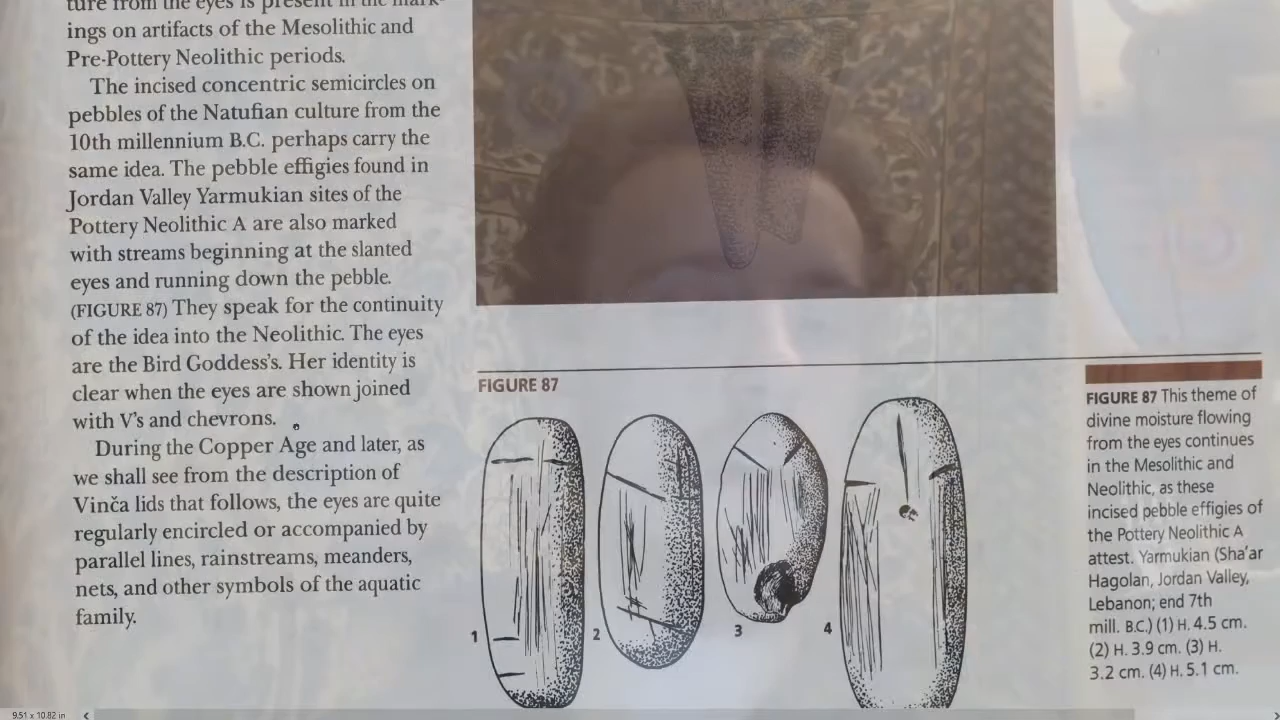 ture from the eyes is present in the mark-
ings on artifacts of the Mesolithic and
Pre-Pottery Neolithic periods.
The incised concentric semicircles on
pebbles of the Natufian culture from the
10th millennium B.C. perhaps carry the
same idea. The pebble effigies found in
Jordan Valley Yarmukian sites of the
Pottery Neolithic A are also marked
with streams beginning at the slanted
eyes and running down the pebble.
(FIGURE 87) They speak for the continuity
of the idea into the Neolithic. The eyes
are the Bird Goddess's. Her identity is
clear when the eyes are shown joined
with V's and chevrons.
During the Copper Age and later, as
we shall see from the description of
Vinča lids that follows, the eyes are quite
regularly encircled or accompanied by
parallel lines, rainstreams, meanders,
nets, and other symbols of the aquatic
family.
FIGURE 87
1
2
3
4
FIGURE 87 This theme of
divine moisture flowing
from the eyes continues
in the Mesolithic and
Neolithic, as these
incised pebble effigies of
the Pottery Neolithic A
attest. Yarmukian (Sha'ar
Hagolan, Jordan Valley,
Lebanon; end 7th
mill. B.C.) (1) H. 4.5 cm.
(2) H. 3.9 cm. (3) H.
3.2 cm. (4) H. 5.1 cm.
9.51 x 10.82 in